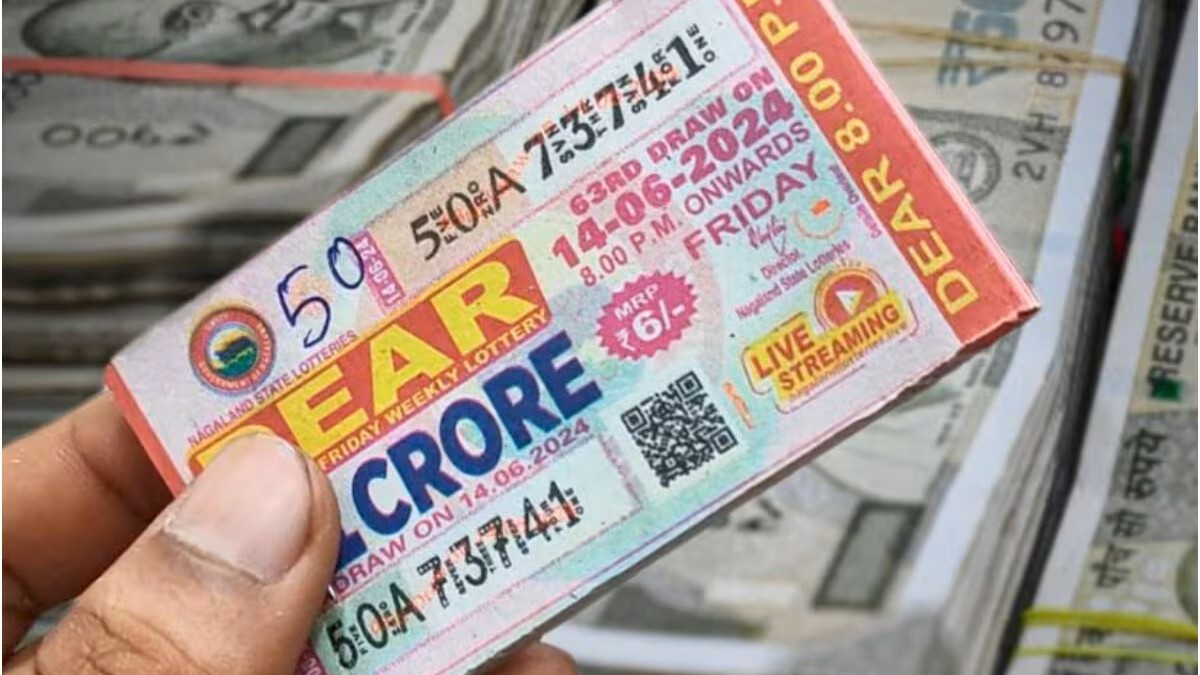 50
14-06-24
50A 73741
63RD DRAW ON
14-06-2024
8.00 P.M. ONWARDS
FRIDAY
Director
Nagaland State Lotteries
NAGALAND STATE LOTTERIES
DEAR
FRIDAY WEEKLY LOTTERY
CRORE
DRAW ON 14.06.2024
50A 73741
MRP
₹6/-
LIVE
STREAMING
DEAR 8.00 P.
2VH
RESERVE
पाँच सौ रुपये